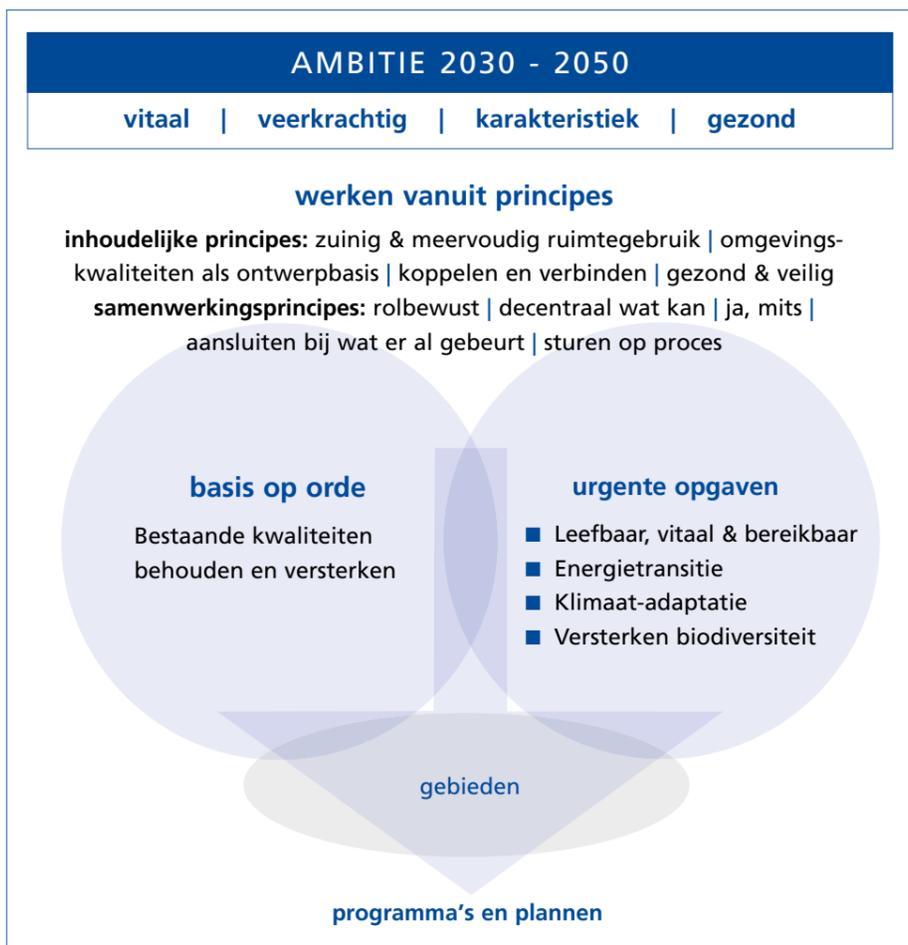 AMBITIE 2030 - 2050
vitaal | veerkrachtig | karakteristiek | gezond
werken vanuit principes
inhoudelijke principes: zuinig & meervoudig ruimtegebruik | omgevings-
kwaliteiten als ontwerpbasis | koppelen en verbinden | gezond & veilig
samenwerkingsprincipes: rolbewust | decentraal wat kan | ja, mits |
aansluiten bij wat er al gebeurt | sturen op proces
basis op orde
Bestaande kwaliteiten
behouden en versterken
urgente opgaven
■ Leefbaar, vitaal & bereikbaar
■ Energietransitie
■ Klimaat-adaptatie
■ Versterken biodiversiteit
gebieden
programma's en plannen